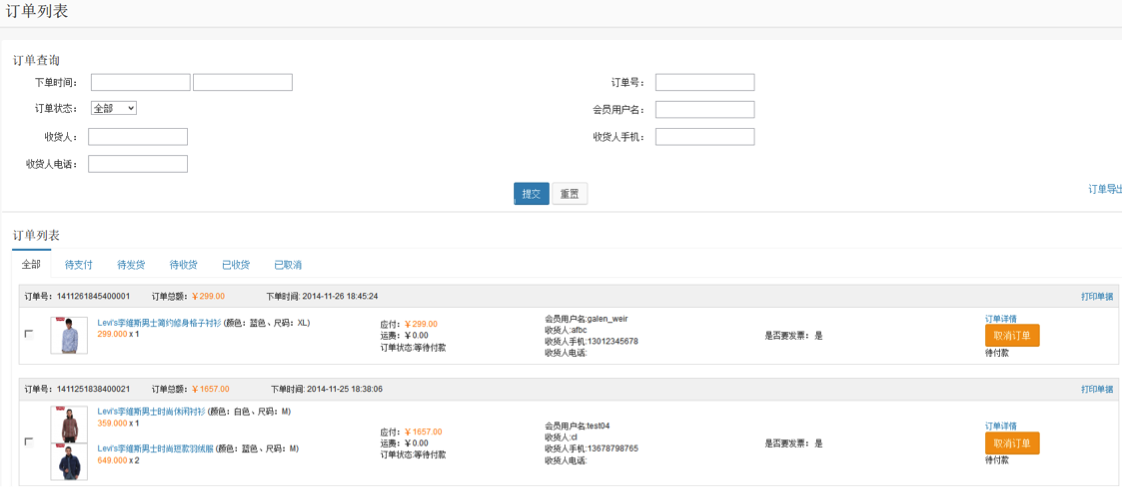 订单列表
订单查询
下单时间：
订单号：
订单状态： 全部
会员用户名：
收货人：
收货人手机：
收货人电话：
提交 重置
订单导出
订单列表
全部 待支付 待发货 待收货 已收货 已取消
订单号：1411261845400001 订单总额：￥299.00 下单时间: 2014-11-26 18:45:24 打印单据
Levi's李维斯男士简约修身格子衬衫 (颜色：蓝色、尺码：XL)
299.000 x 1
应付：￥299.00
运费：￥0.00
订单状态:等待付款
会员用户名:galen_weir
收货人:afbc
收货人手机:13012345678
收货人电话:
是否要发票： 是
订单详情
取消订单
待付款
订单号：1411251838400021 订单总额：￥1657.00 下单时间: 2014-11-25 18:38:06 打印单据
Levi's李维斯男士时尚休闲衬衫 (颜色：白色、尺码：M)
359.000 x 1
Levi's李维斯男士时尚短款羽绒服 (颜色：蓝色、尺码：M)
649.000 x 2
应付：￥1657.00
运费：￥0.00
订单状态:等待付款
会员用户名:test04
收货人:cl
收货人手机:13678798765
收货人电话:
是否要发票： 是
订单详情
取消订单
待付款